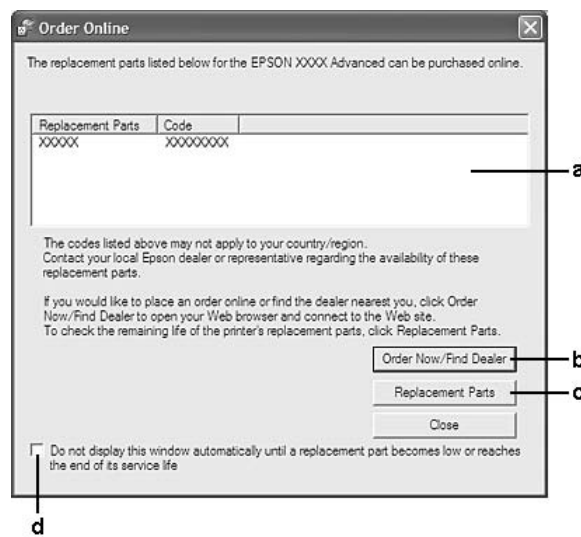 Order Online
The replacement parts listed below for the EPSON XXXX Advanced can be purchased online.
Replacement Parts Code
XXXXX XXXXXXXX
a
The codes listed above may not apply to your country/region.
Contact your local Epson dealer or representative regarding the availability of these
replacement parts.
If you would like to place an order online or find the dealer nearest you, click Order
Now/Find Dealer to open your Web browser and connect to the Web site.
To check the remaining life of the printer's replacement parts, click Replacement Parts.
Order Now/Find Dealer b
Replacement Parts c
Close
Do not display this window automatically until a replacement part becomes low or reaches
the end of its service life
d